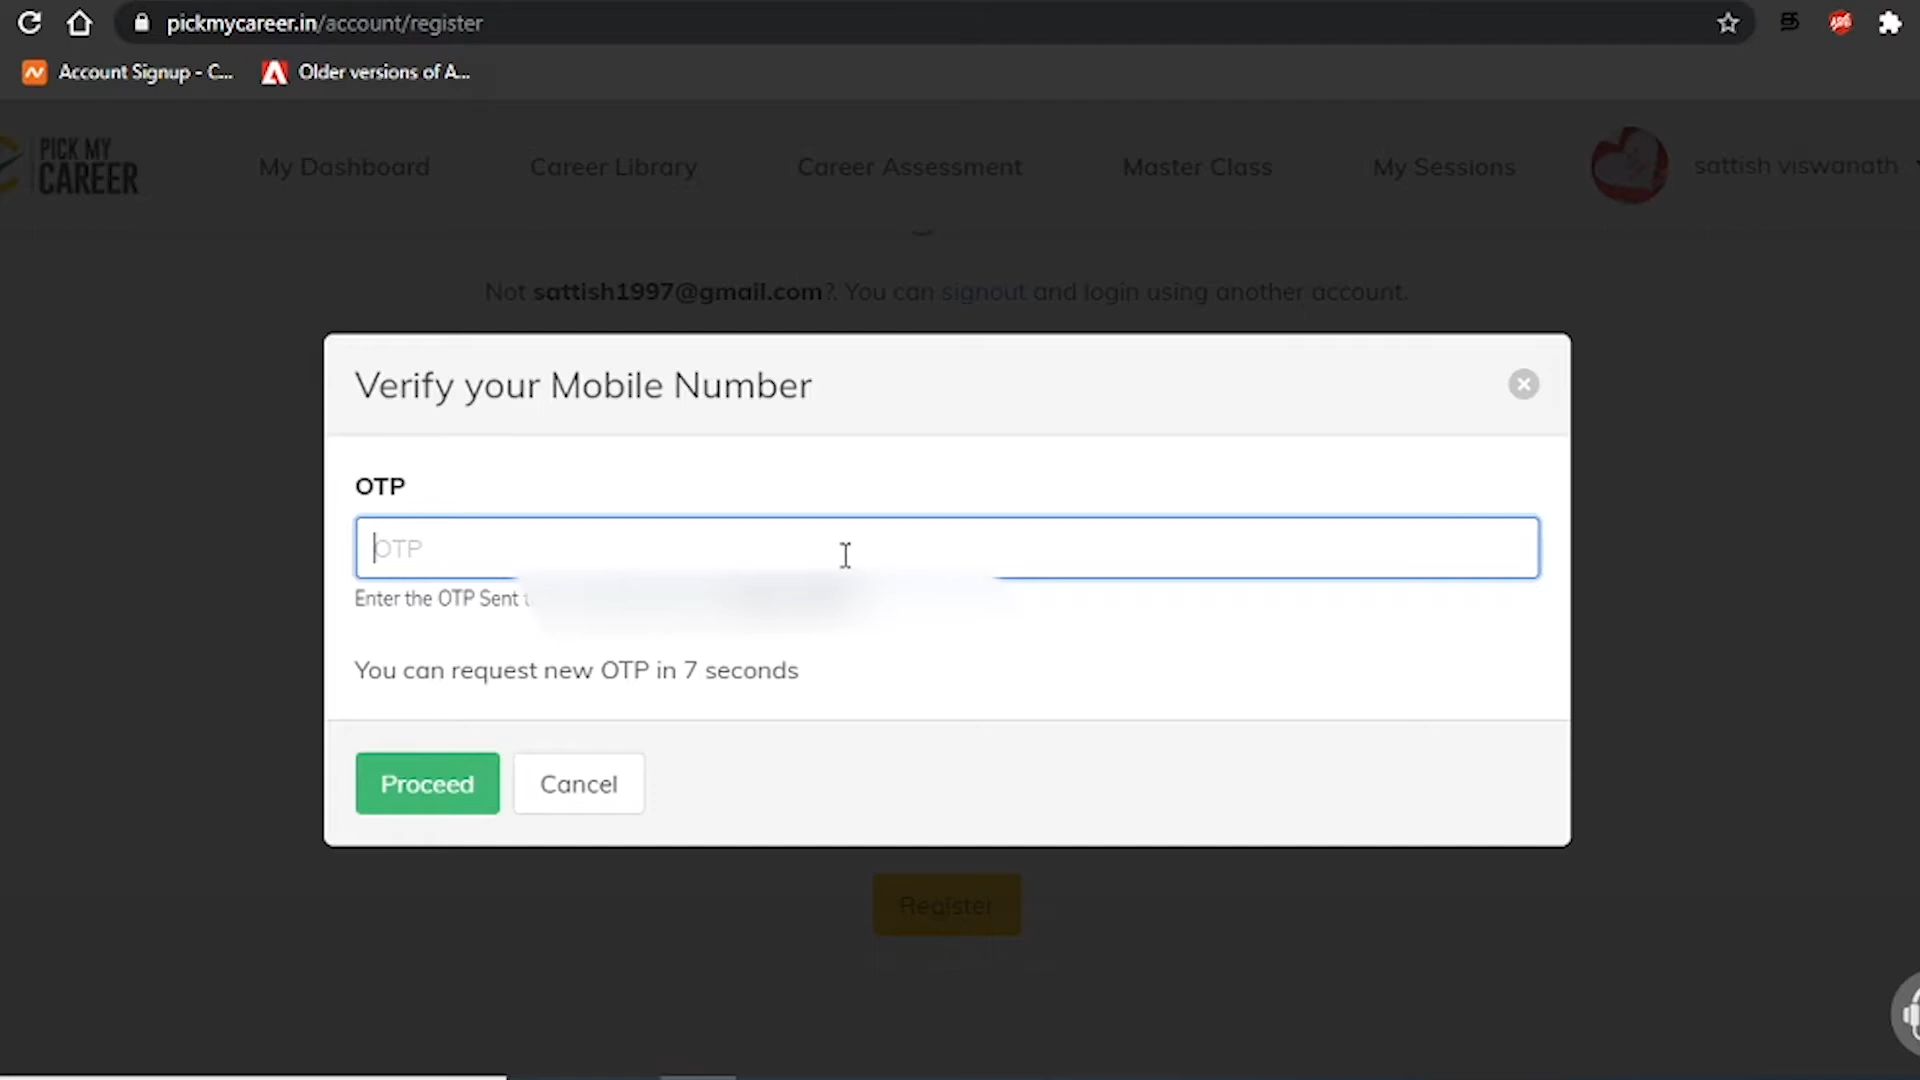 pickmycareer.in/account/register
Account Signup - C...
Older versions of A...
PICK MY
CAREER
My Dashboard
Career Library
Career Assessment
Master Class
My Sessions
sattish viswanath
Not sattish1997@gmail.com?. You can signout and login using another account.
Verify your Mobile Number
OTP
OTP
Enter the OTP Sent
You can request new OTP in 7 seconds
Proceed
Cancel
Register